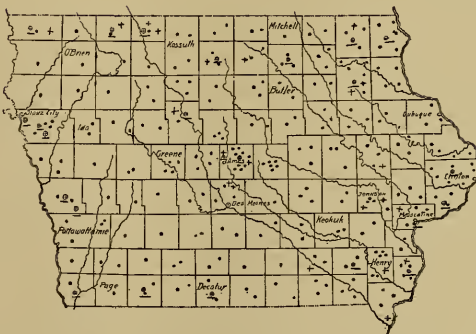 Mitchell
Kossuth
O'Brien
Butler
Dubuque
Sioux City
Ida
Greene
Ames
Clinton
Johnson
Muscatine
Des Moines
Keokuk
Pottawattamie
Henry
Page
Decatur